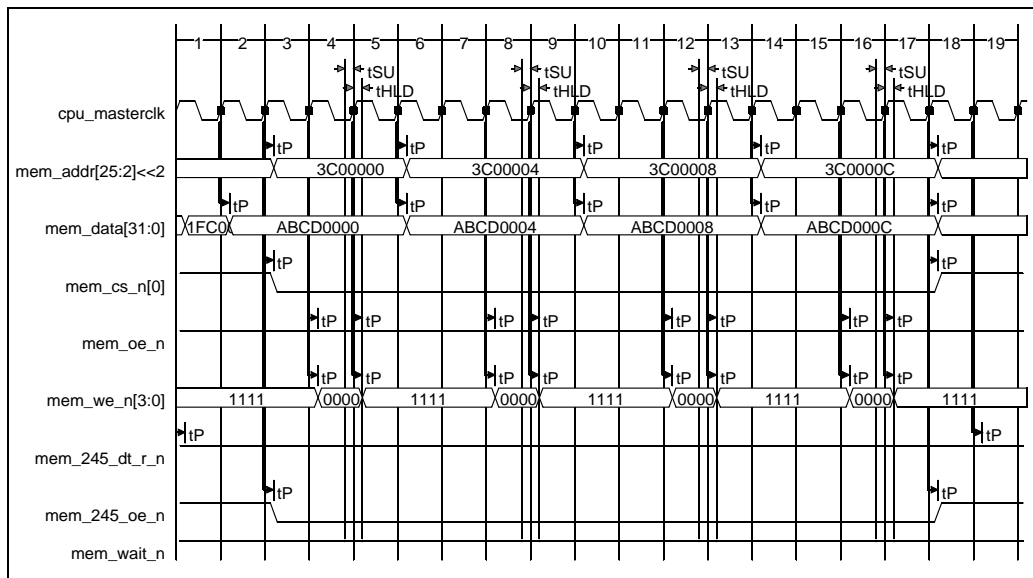 1 2 3 4 5 6 7 8 9 10 11 12 13 14 15 16 17 18 19
tSU tSU tSU tSU
tHLD tHLD tHLD tHLD
cpu_masterclk
tP tP tP tP tP
mem_addr[25:2]<<2 3C00000 3C00004 3C00008 3C0000C
tP tP tP tP tP
mem_data[31:0] 1FC0 ABCD0000 ABCD0004 ABCD0008 ABCD000C
tP tP
mem_cs_n[0]
tP tP tP tP tP tP tP tP
mem_oe_n
tP tP tP tP tP tP tP tP
mem_we_n[3:0] 1111 0000 1111 0000 1111 0000 1111 0000 1111
tP tP
mem_245_dt_r_n
tP tP
mem_245_oe_n
mem_wait_n